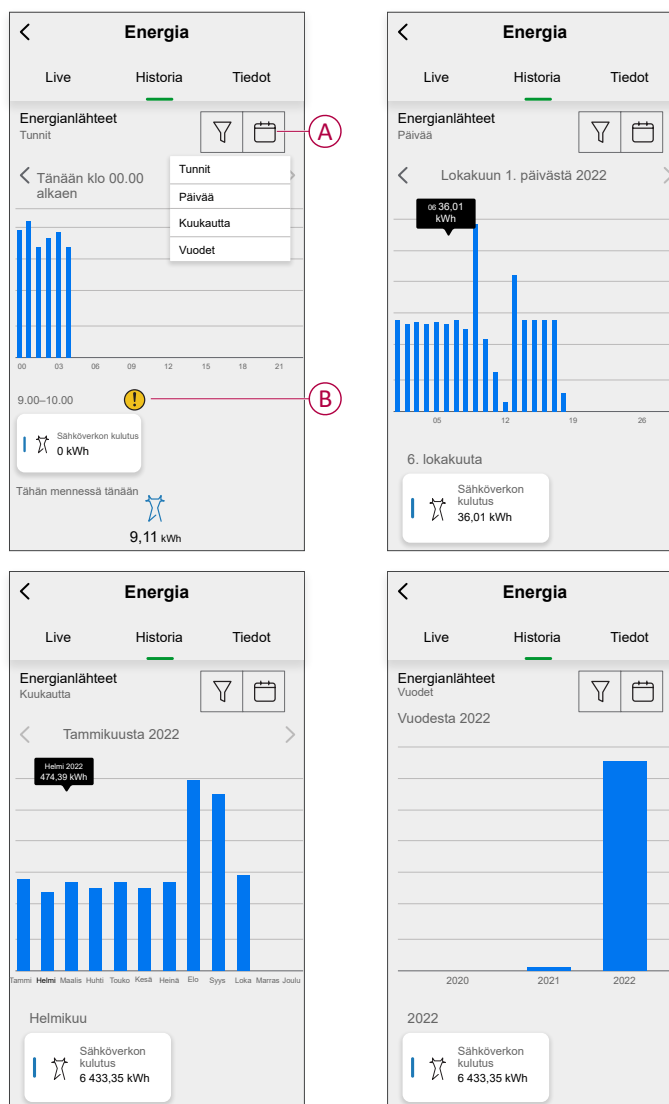 Energia
Live Historia Tiedot
Energianlähteet
Tunnit
A
Tunnit
Päivää
Kuukautta
Vuodet
Tänään klo 00.00
alkaen
00 03 06 09 12 15 18 21
9.00–10.00
B
Sähköverkon kulutus
0 kWh
Tähän mennessä tänään
9,11 kWh
Energia
Live Historia Tiedot
Energianlähteet
Päivää
Lokakuun 1. päivästä 2022
06 36,01
kWh
05 12 19 26
6. lokakuuta
Sähköverkon
kulutus
36,01 kWh
Energia
Live Historia Tiedot
Energianlähteet
Kuukautta
Tammikuusta 2022
Helmi 2022
474,39 kWh
Tammi Helmi Maalis Huhti Touko Kesä Heinä Elo Syys Loka Marras Joulu
Helmikuu
Sähköverkon
kulutus
6 433,35 kWh
Energia
Live Historia Tiedot
Energianlähteet
Vuodet
Vuodesta 2022
2020 2021 2022
2022
Sähköverkon
kulutus
6 433,35 kWh